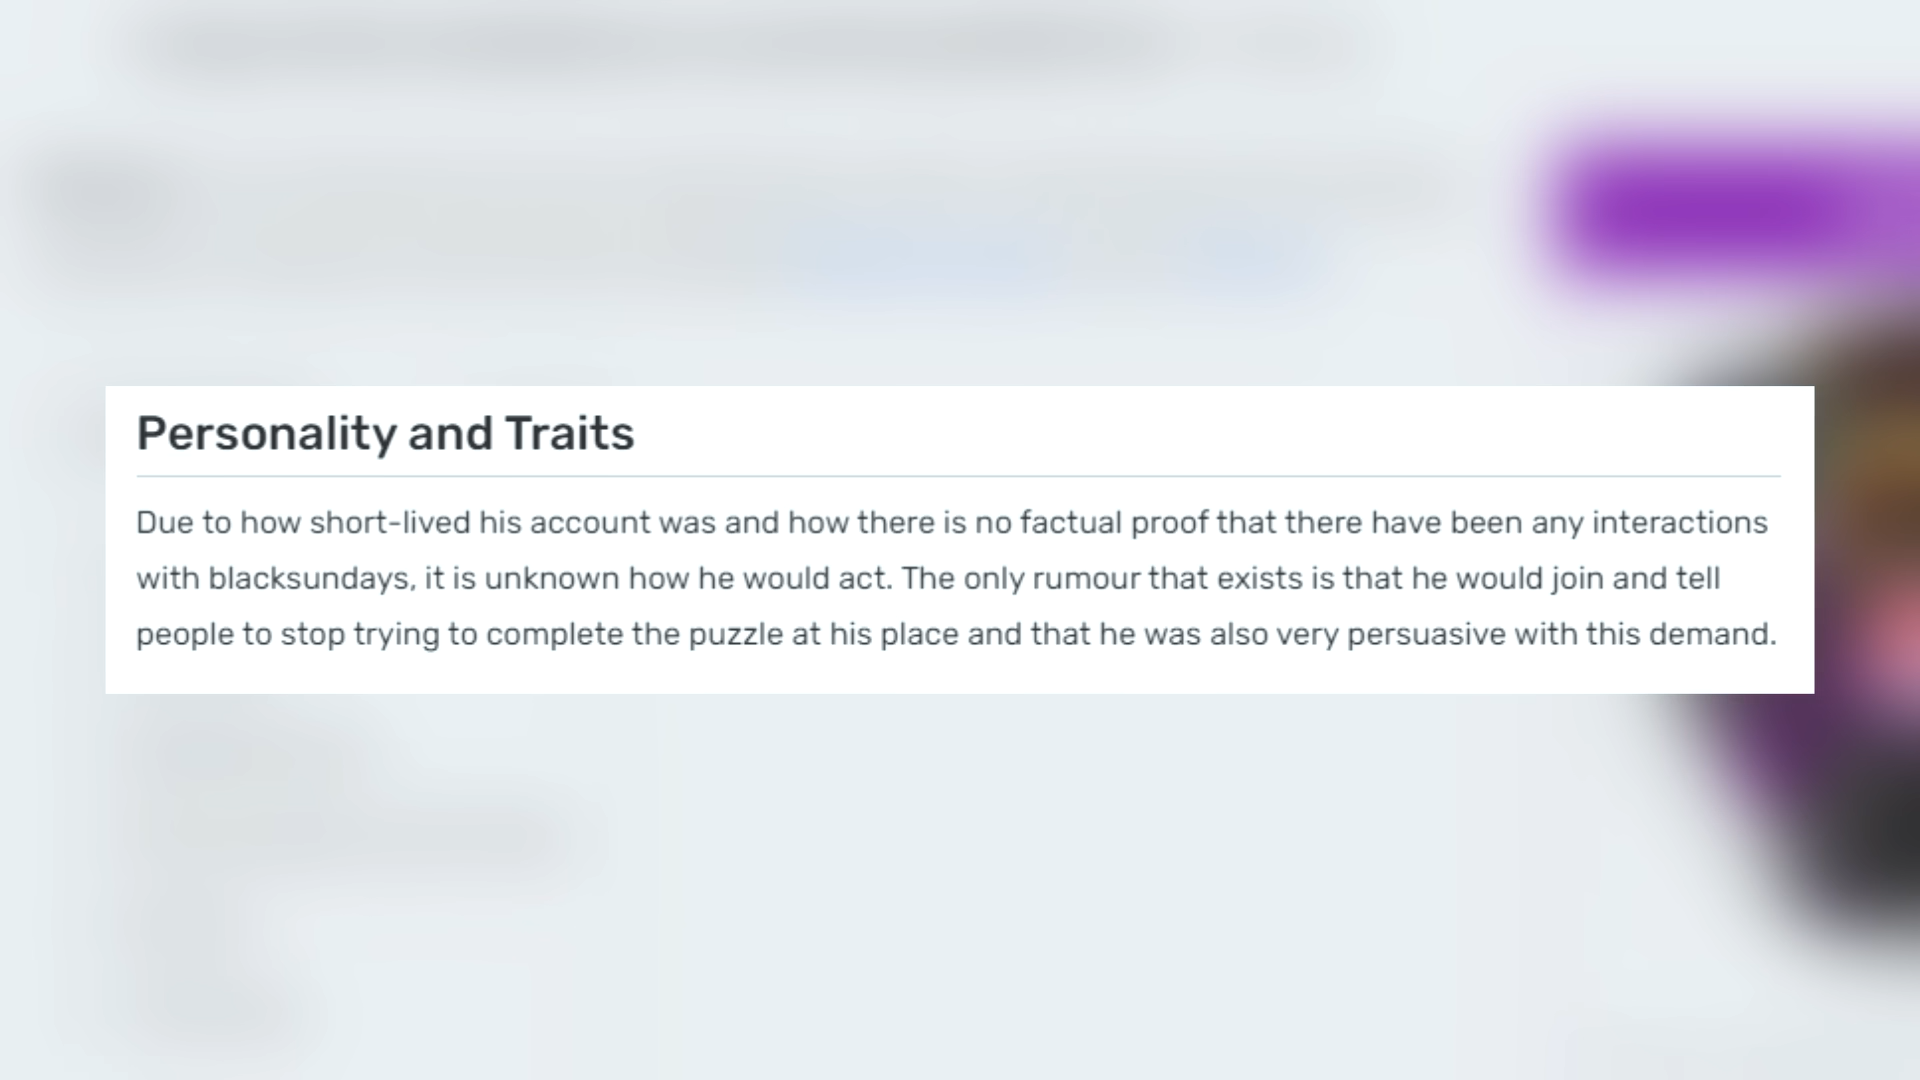 Personality and Traits
Due to how short-lived his account was and how there is no factual proof that there have been any interactions
with blacksundays, it is unknown how he would act. The only rumour that exists is that he would join and tell
people to stop trying to complete the puzzle at his place and that he was also very persuasive with this demand.